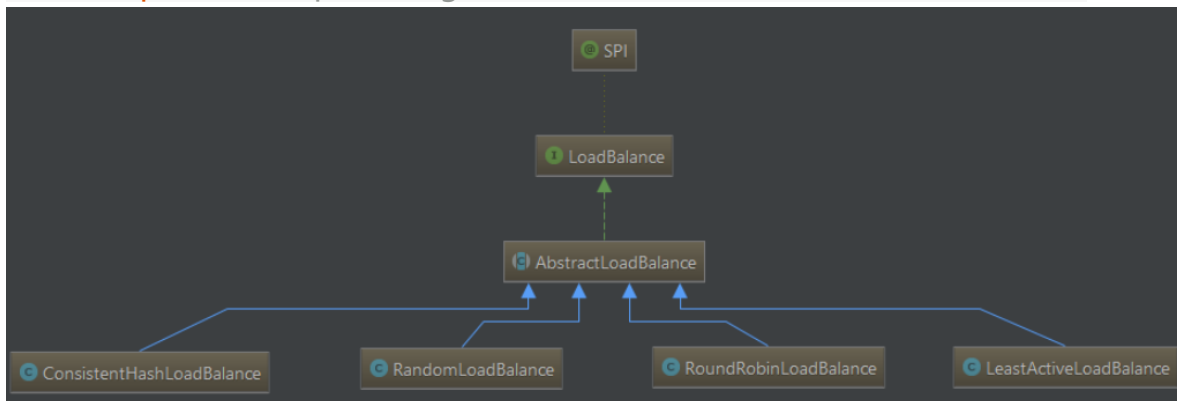 SPI
LoadBalance
AbstractLoadBalance
ConsistentHashLoadBalance
RandomLoadBalance
RoundRobinLoadBalance
LeastActiveLoadBalance